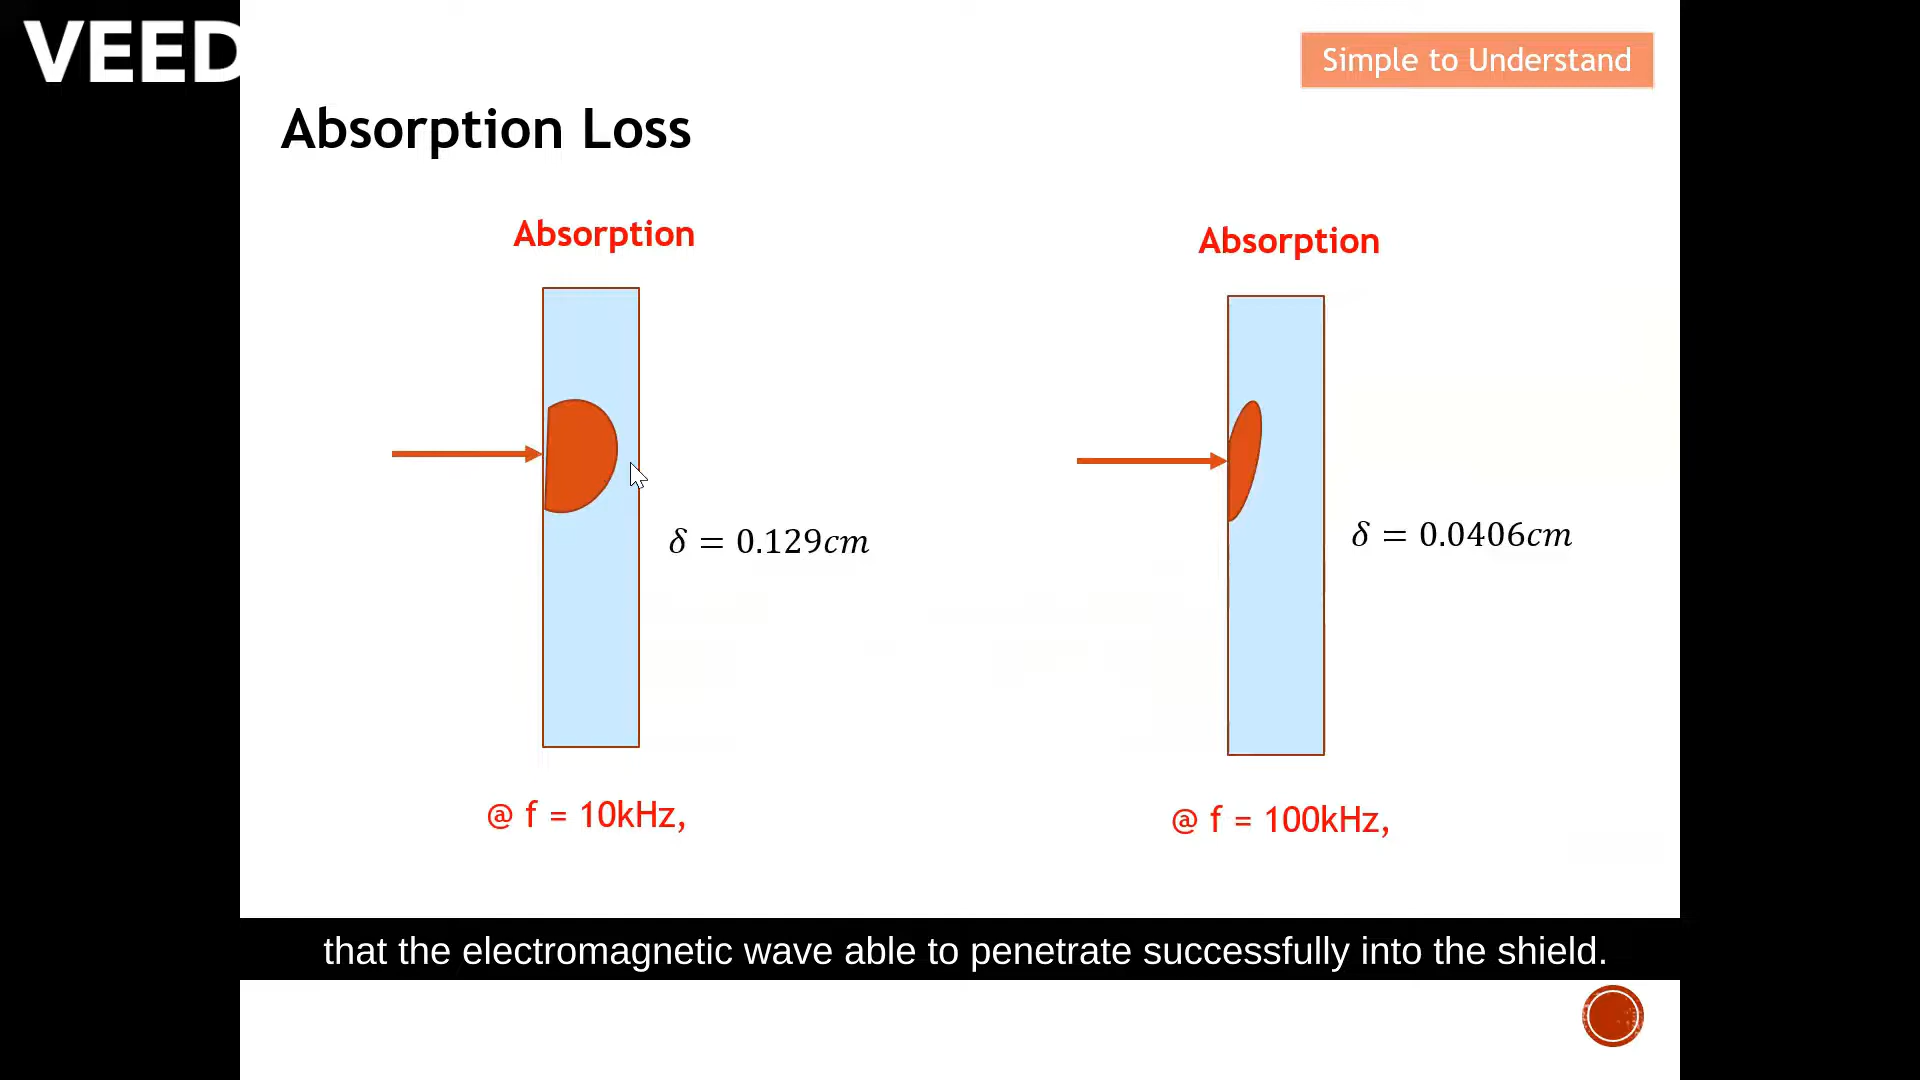 VEED
Simple to Understand
Absorption Loss
Absorption
Absorption
δ = 0.129cm
δ = 0.0406cm
@ f = 10kHz,
@ f = 100kHz,
that the electromagnetic wave able to penetrate successfully into the shield.